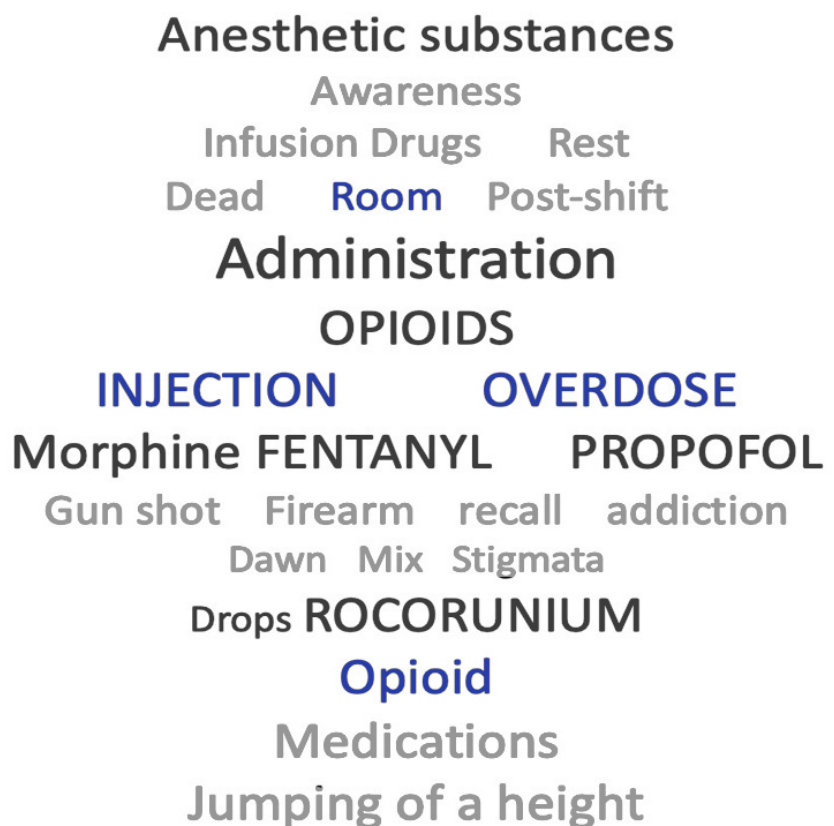 Anesthetic substances
Awareness
Infusion Drugs Rest
Dead Room Post-shift
Administration
OPIOIDS
INJECTION OVERDOSE
Morphine FENTANYL PROPOFOL
Gun shot Firearm recall addiction
Dawn Mix Stigmata
Drops ROCORUNIUM
Opioid
Medications
Jumping of a height